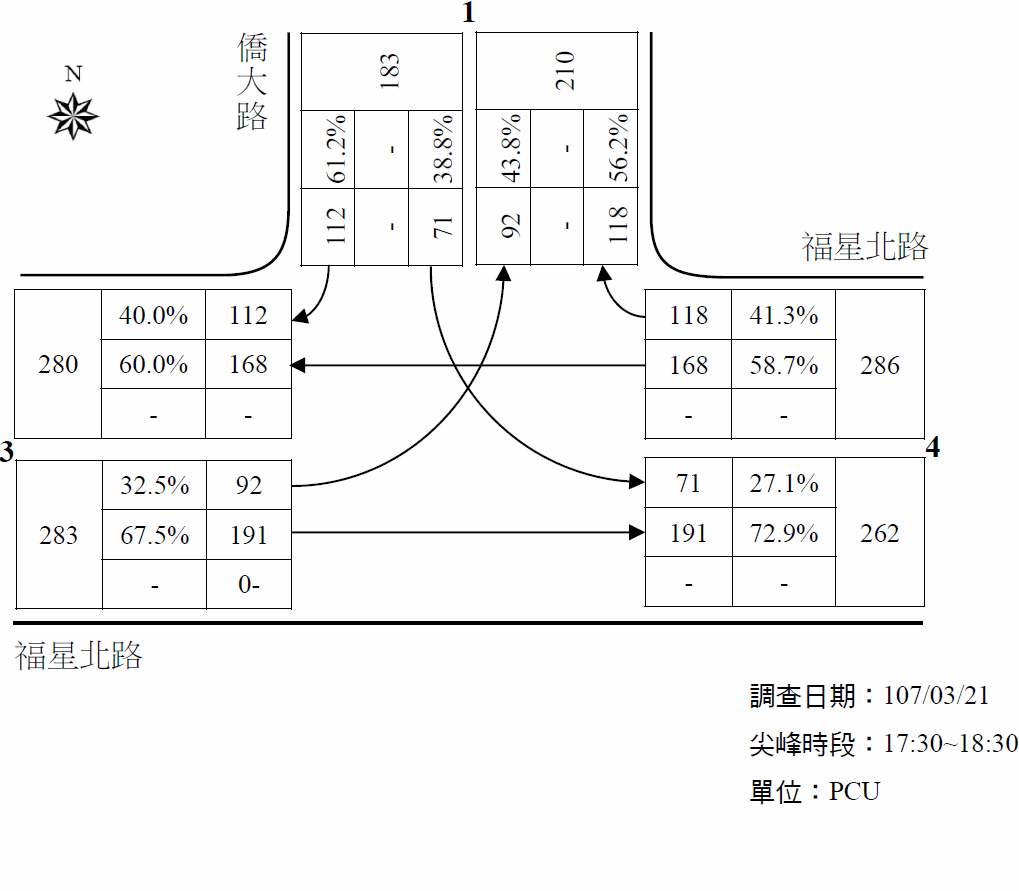 1
N
僑大路
183
210
61.2% - 38.8%
43.8% - 56.2%
112 - 71
92 - 118
福星北路
280
40.0% 112
60.0% 168
- -
118 41.3%
168 58.7%
- -
286
3
4
283
32.5% 92
67.5% 191
- 0-
71 27.1%
191 72.9%
- -
262
福星北路
調查日期：107/03/21
尖峰時段：17:30~18:30
單位：PCU